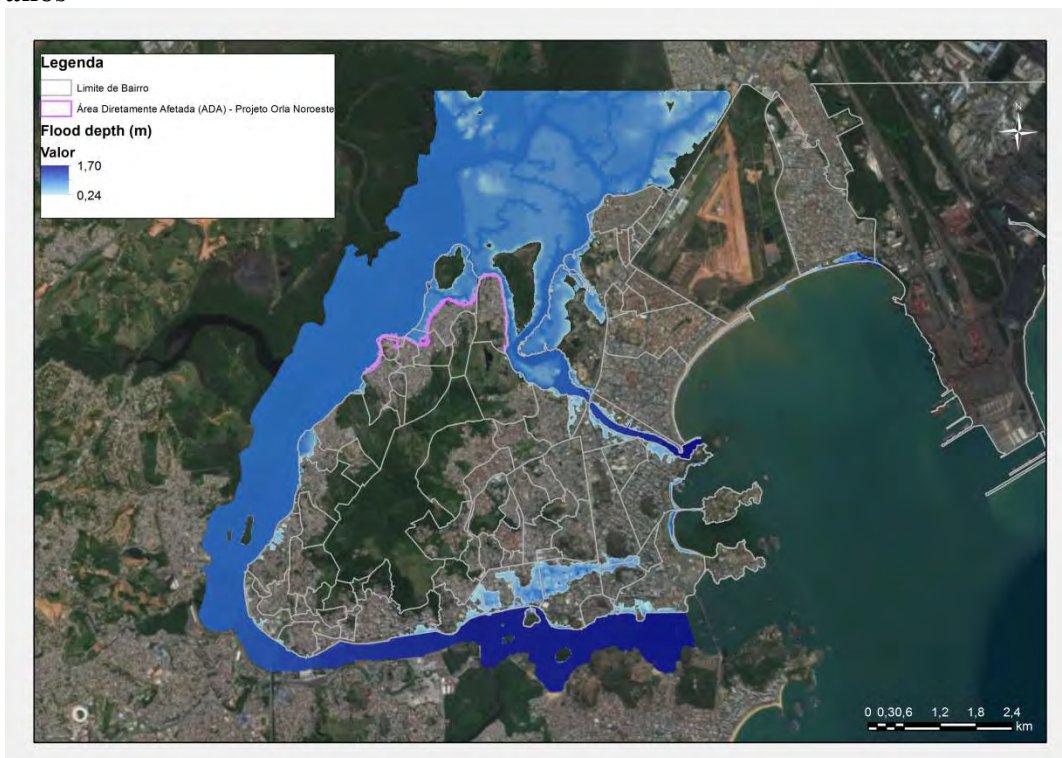 anos
Legenda
Limite de Bairro
Área Diretamente Afetada (ADA) - Projeto Orla Noroeste
Flood depth (m)
Valor
1,70
0,24
N
0 0,30,6 1,2 1,8 2,4
km